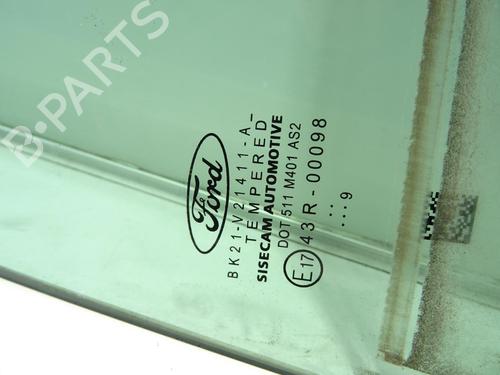 Ford
BK21-V21411-A-
TEMPERED
SISECAM AUTOMOTIVE
DOT 511 M401 AS2
E17 43R-00098
... 9
B-PARTS